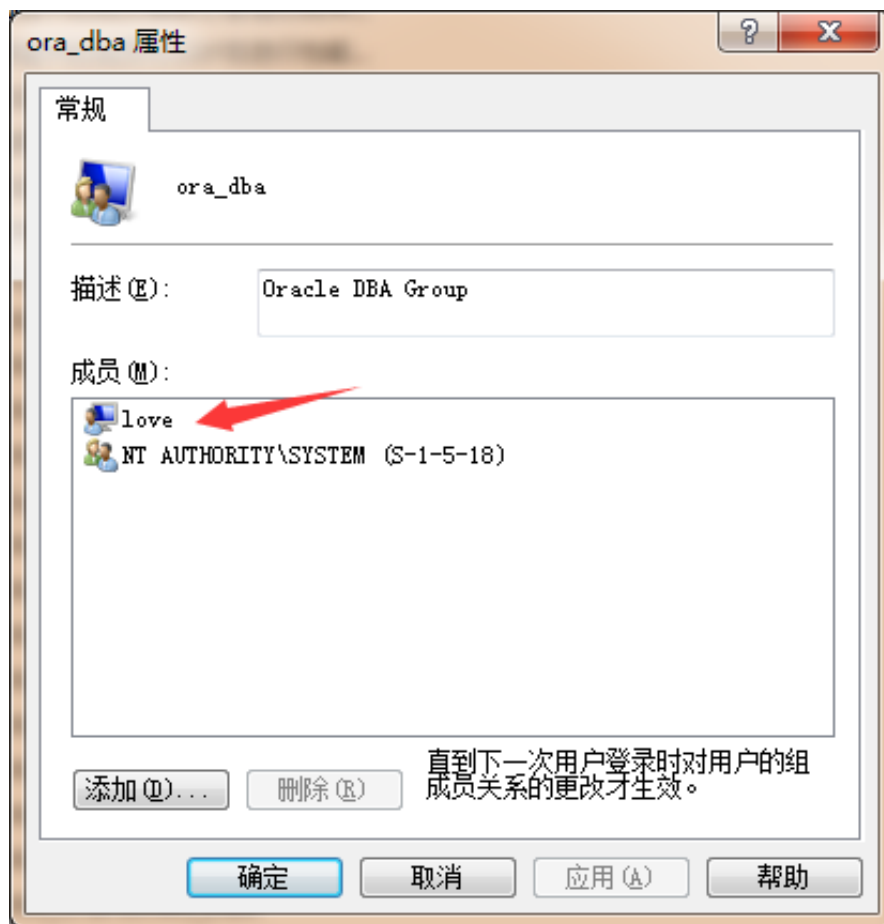 ora_dba 属性
常规
ora_dba
描述(E):
Oracle DBA Group
成员(M):
love
NT AUTHORITY\SYSTEM (S-1-5-18)
添加(D)...
删除(R)
直到下一次用户登录时对用户的组
成员关系的更改才生效。
确定
取消
应用(A)
帮助